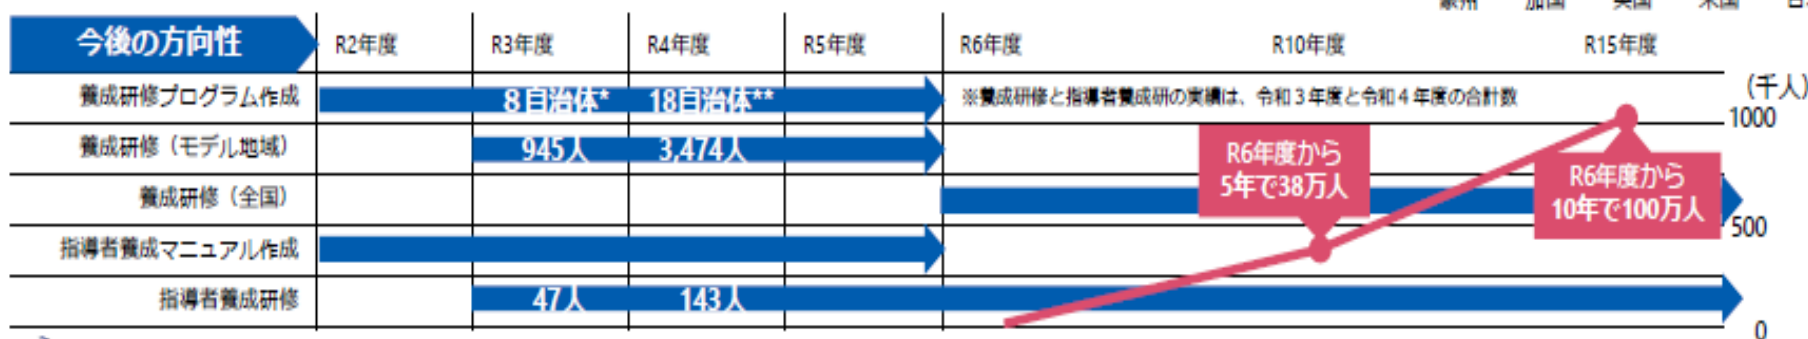 今後の方向性 R2年度 R3年度 R4年度 R5年度 R6年度 R10年度 R15年度
(千人)
養成研修プログラム作成 8自治体* 18自治体** ※養成研修と指導者養成研の実績は、令和3年度と令和4年度の合計数
1000
養成研修(モデル地域) 945人 3,474人
R6年度から
5年で38万人
R6年度から
10年で100万人
養成研修(全国)
500
指導者養成マニュアル作成
指導者養成研修 47人 143人
0